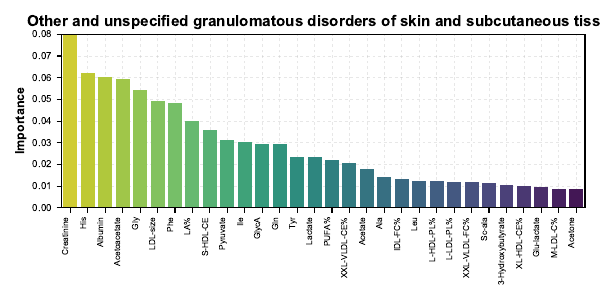 Other and unspecified granulomatous disorders of skin and subcutaneous tiss
Importance
0.08
0.07
0.06
0.05
0.04
0.03
0.02
0.01
0.00
Creatinine
His
Albumin
Acetoacetate
Gly
LDL-size
Phe
LA%
S-HDL-CE
Pyruvate
Ile
GlycA
Gln
Tyr
Lactate
PUFA%
XXL-VLDL-CE%
Acetate
Ala
IDL-FC%
Leu
L-HDL-PL%
L-LDL-PL%
XXL-VLDL-FC%
Sc-ala
3-Hydroxybutyrate
XL-HDL-CE%
Glu-lactate
M-LDL-C%
Acetone